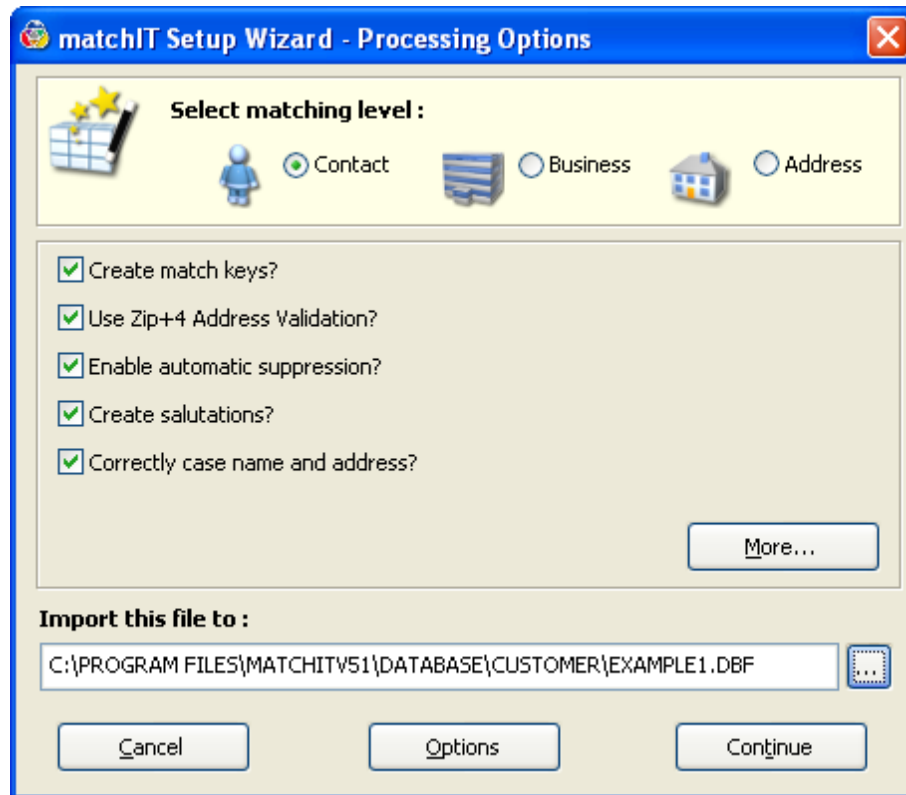 matchIT Setup Wizard - Processing Options
Select matching level :
Contact Business Address
Create match keys?
Use Zip+4 Address Validation?
Enable automatic suppression?
Create salutations?
Correctly case name and address?
More...
Import this file to :
C:\PROGRAM FILES\MATCHITV51\DATABASE\CUSTOMER\EXAMPLE1.DBF ...
Cancel Options Continue